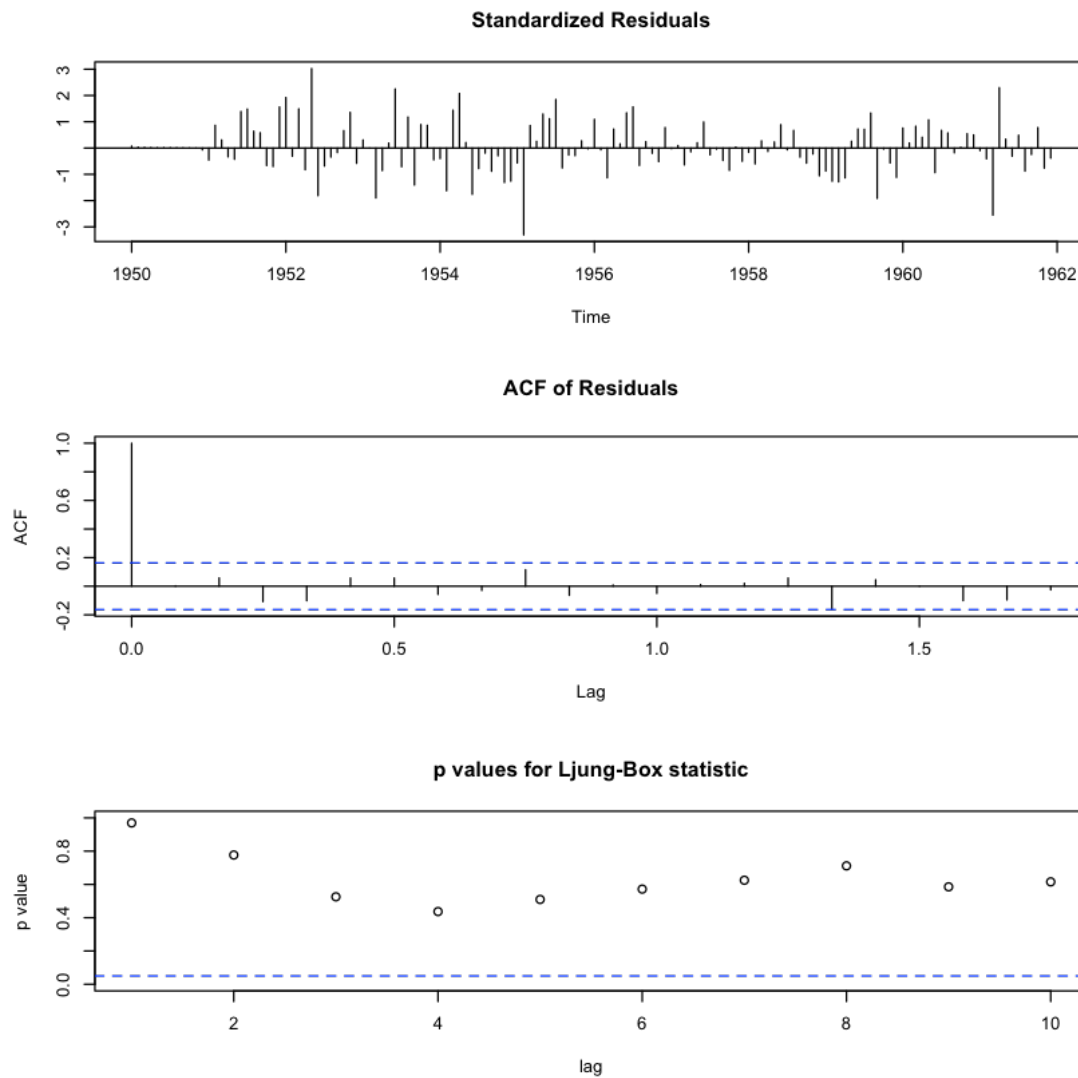 Standardized Residuals
3
2
1
-1
-3
1950 1952 1954 1956 1958 1960 1962
Time
ACF of Residuals
1.0
0.6
0.2
-0.2
ACF
0.0 0.5 1.0 1.5
Lag
p values for Ljung-Box statistic
0.8
0.4
0.0
p value
2 4 6 8 10
lag